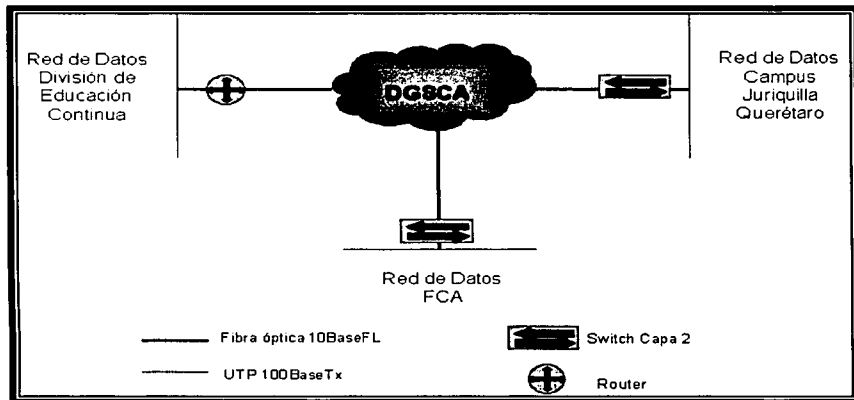 Red de Datos
División de
Educación
Continua
DGSCA
Red de Datos
Campus
Juriquilla
Querétaro
Red de Datos
FCA
Fibra óptica 10BaseFL
Switch Capa 2
UTP 100BaseTx
Router